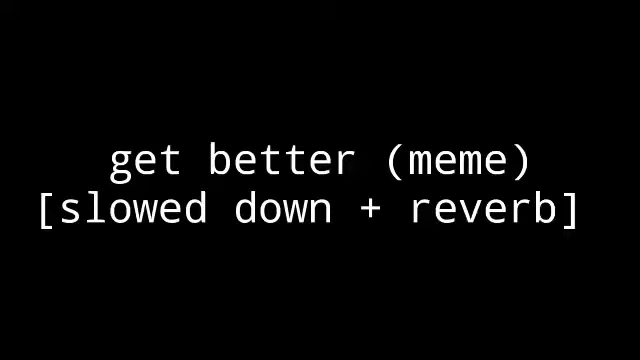 get better (meme)
[slowed down + reverb]